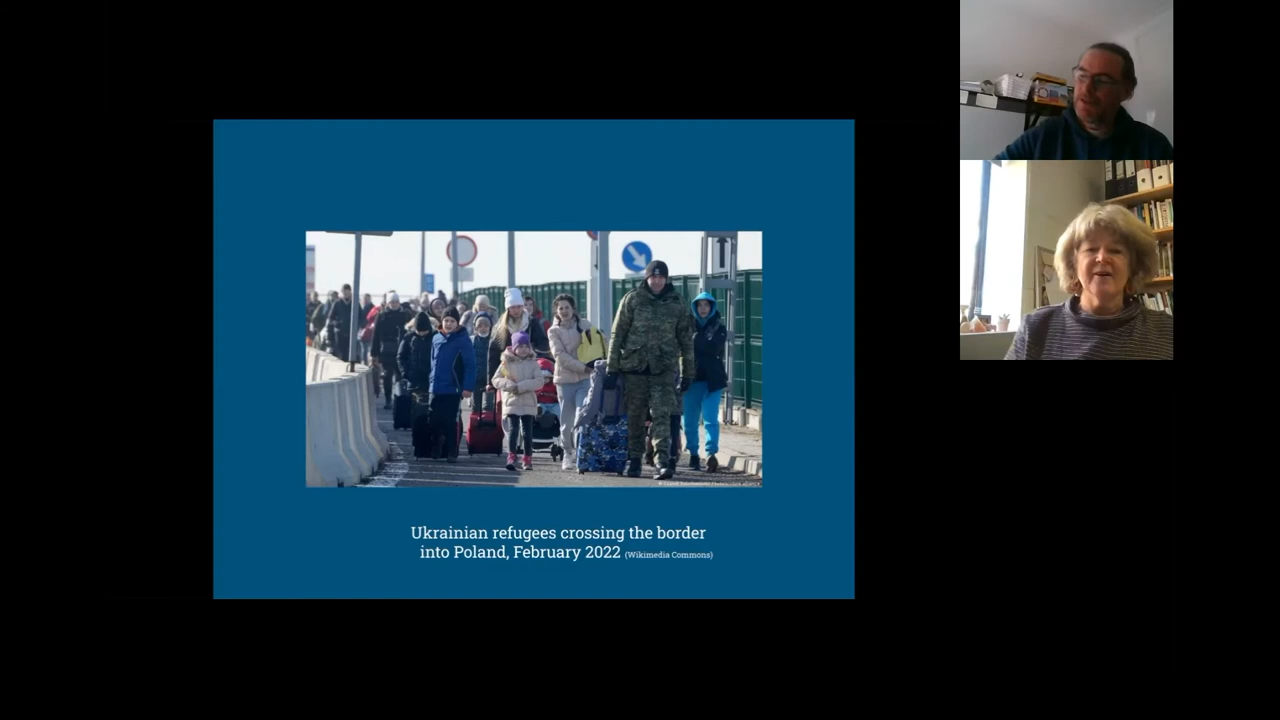 Ukrainian refugees crossing the border
into Poland, February 2022 (Wikimedia Commons)